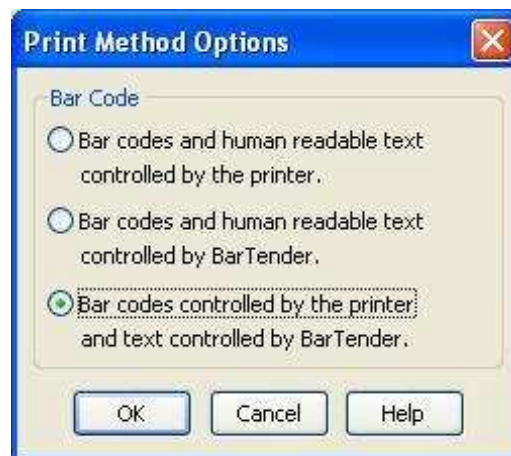 Print Method Options
Bar Code
Bar codes and human readable text
controlled by the printer.
Bar codes and human readable text
controlled by BarTender.
Bar codes controlled by the printer
and text controlled by BarTender.
OK Cancel Help